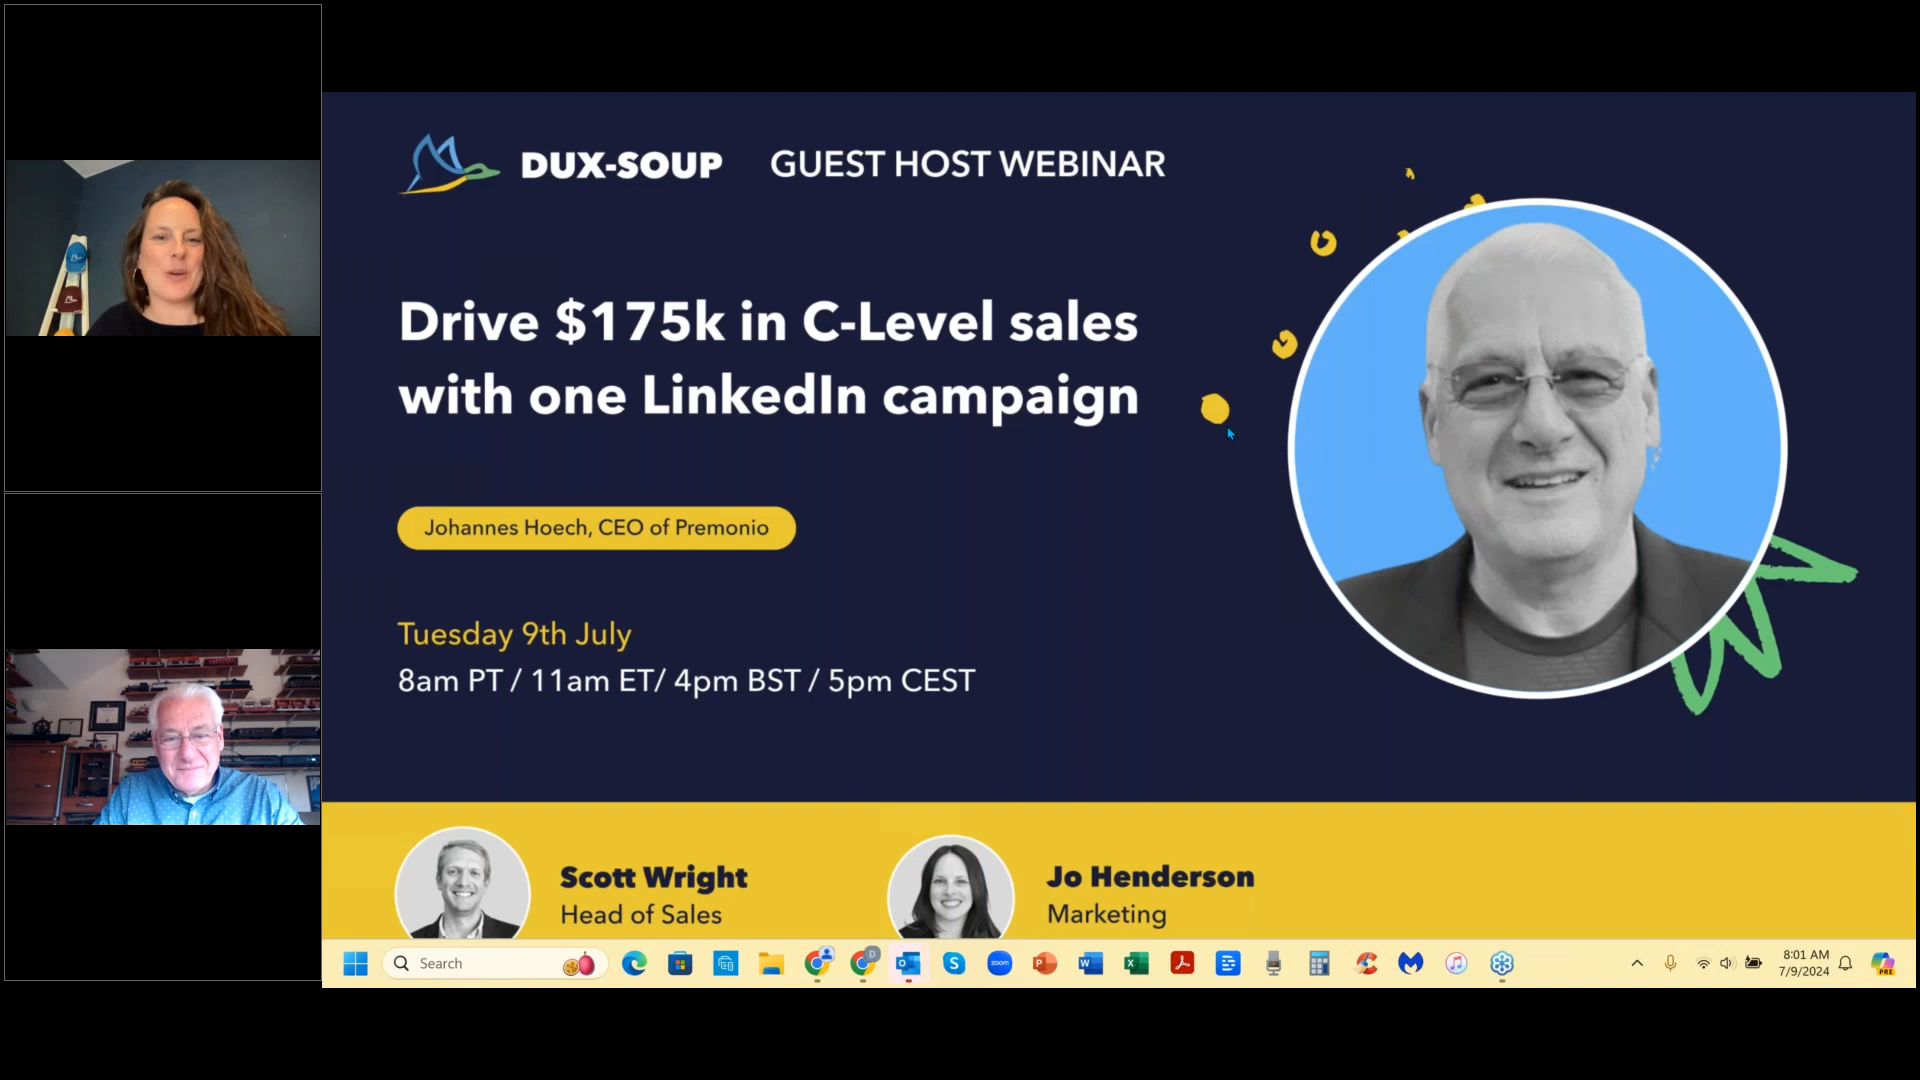 DUX-SOUP
GUEST HOST WEBINAR
Drive $175k in C-Level sales
with one LinkedIn campaign
Johannes Hoech, CEO of Premonio
Tuesday 9th July
8am PT / 11am ET/ 4pm BST / 5pm CEST
Scott Wright
Head of Sales
Jo Henderson
Marketing
Search
D
O
S
zoom
P
W
X
8:01 AM
7/9/2024
PRE